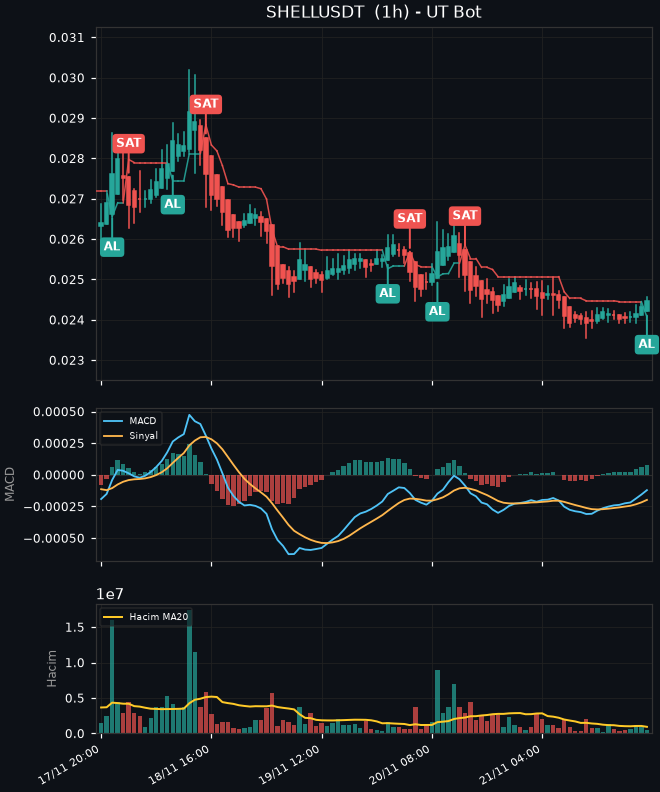 SHELLUSDT (1h) - UT Bot
0.031
0.030
0.029
0.028
0.027
0.026
0.025
0.024
0.023
SAT
SAT
AL
AL
SAT
SAT
AL
AL
AL
MACD
0.00050
0.00025
0.00000
−0.00025
−0.00050
MACD
Sinyal
1e7
Hacim
1.5
1.0
0.5
0.0
Hacim MA20
17/11 20:00
18/11 16:00
19/11 12:00
20/11 08:00
21/11 04:00